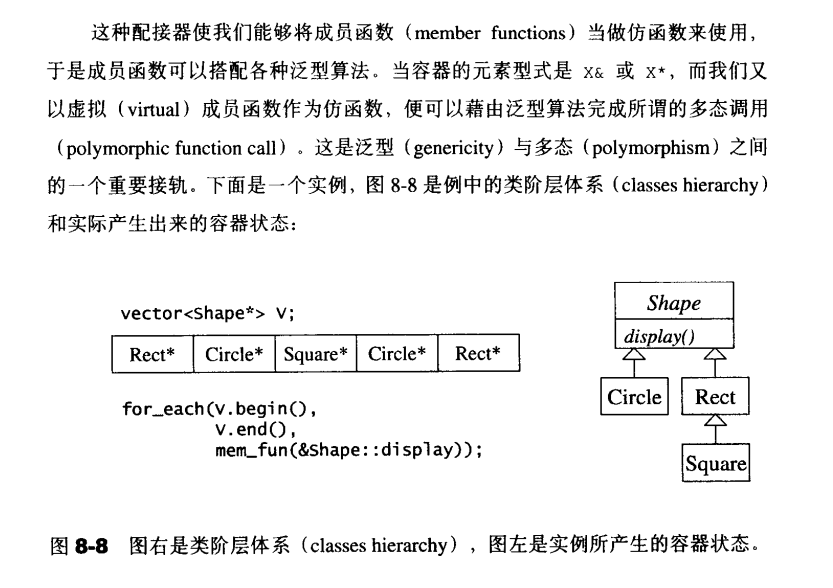 这种配接器使我们能够将成员函数（member functions）当做仿函数来使用，
于是成员函数可以搭配各种泛型算法。当容器的元素型式是 X& 或 X*，而我们又
以虚拟（virtual）成员函数作为仿函数，便可以藉由泛型算法完成所谓的多态调用
（polymorphic function call）。这是泛型（genericity）与多态（polymorphism）之间
的一个重要接轨。下面是一个实例，图 8-8 是例中的类阶层体系（classes hierarchy）
和实际产生出来的容器状态：
vector<Shape*> V;
Rect* Circle* Square* Circle* Rect*
for_each(V.begin(),
V.end(),
mem_fun(&Shape::display));
Shape
display()
Circle Rect
Square
图 8-8 图右是类阶层体系（classes hierarchy），图左是实例所产生的容器状态。